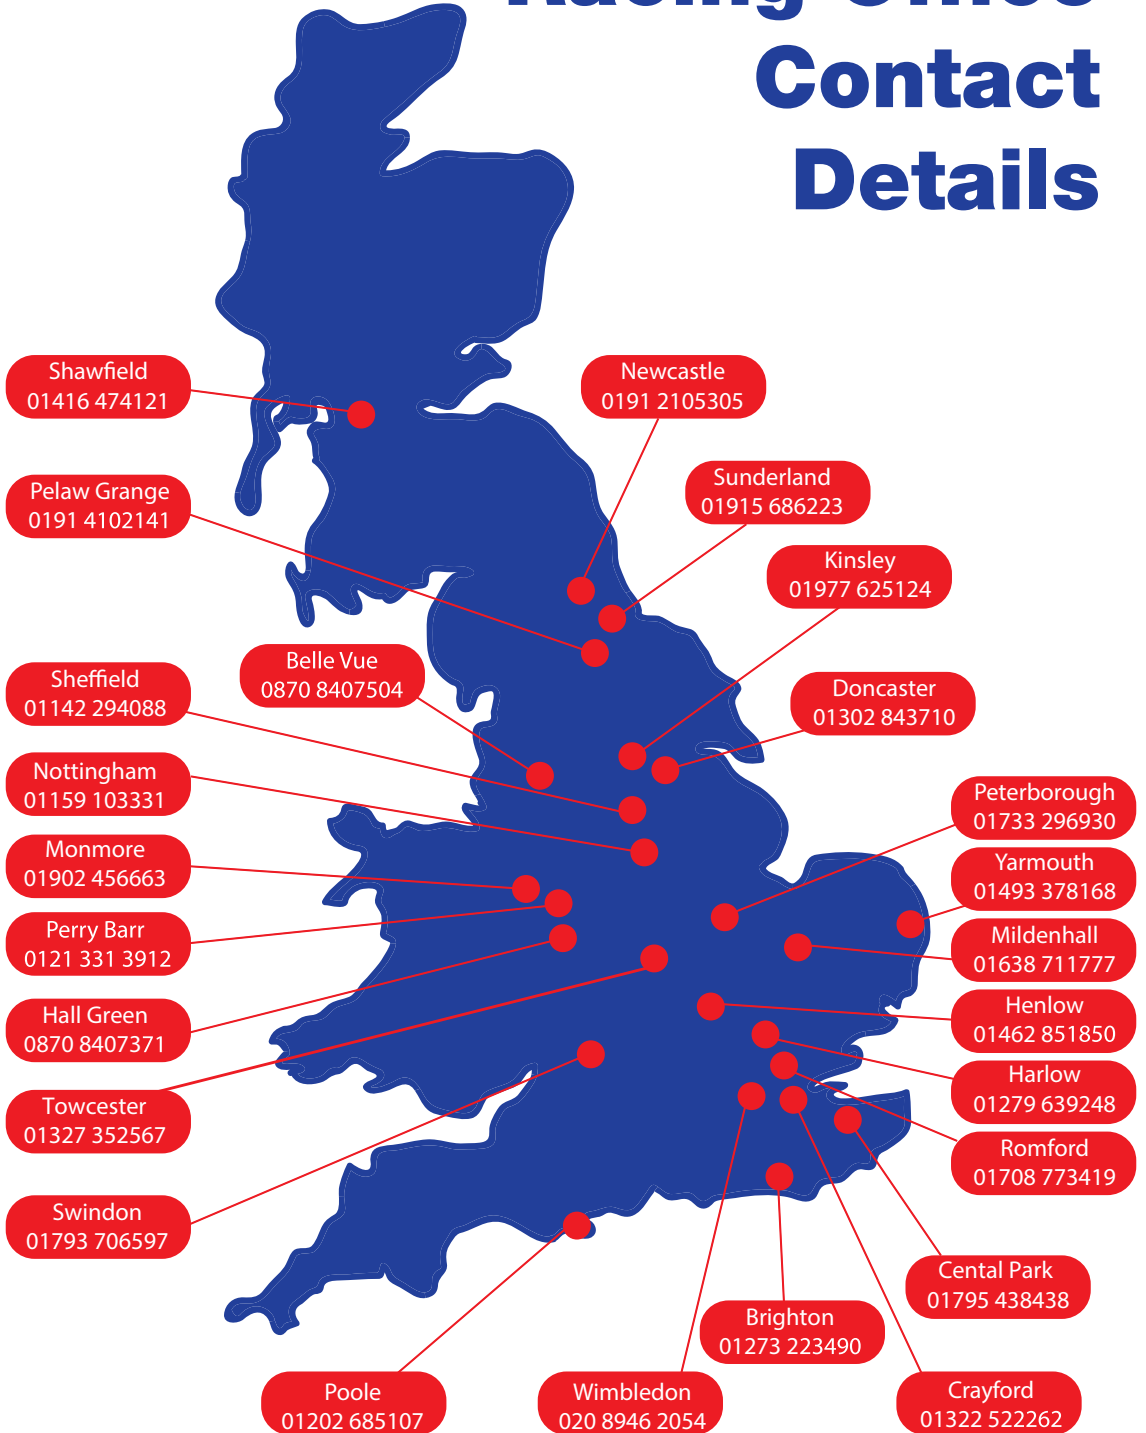 Racing Office
Contact
Details
Shawfield
01416 474121
Newcastle
0191 2105305
Pelaw Grange
0191 4102141
Sunderland
01915 686223
Kinsley
01977 625124
Belle Vue
0870 8407504
Sheffield
01142 294088
Doncaster
01302 843710
Nottingham
01159 103331
Peterborough
01733 296930
Monmore
01902 456663
Yarmouth
01493 378168
Perry Barr
0121 331 3912
Mildenhall
01638 711777
Hall Green
0870 8407371
Henlow
01462 851850
Harlow
01279 639248
Towcester
01327 352567
Romford
01708 773419
Swindon
01793 706597
Cental Park
01795 438438
Brighton
01273 223490
Poole
01202 685107
Wimbledon
020 8946 2054
Crayford
01322 522262